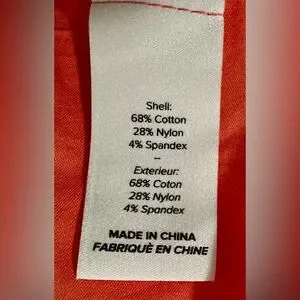 Shell:
68% Cotton
28% Nylon
4% Spandex
--
Exterieur:
68% Coton
28% Nylon
4% Spandex
MADE IN CHINA
FABRIQUÈ EN CHINE